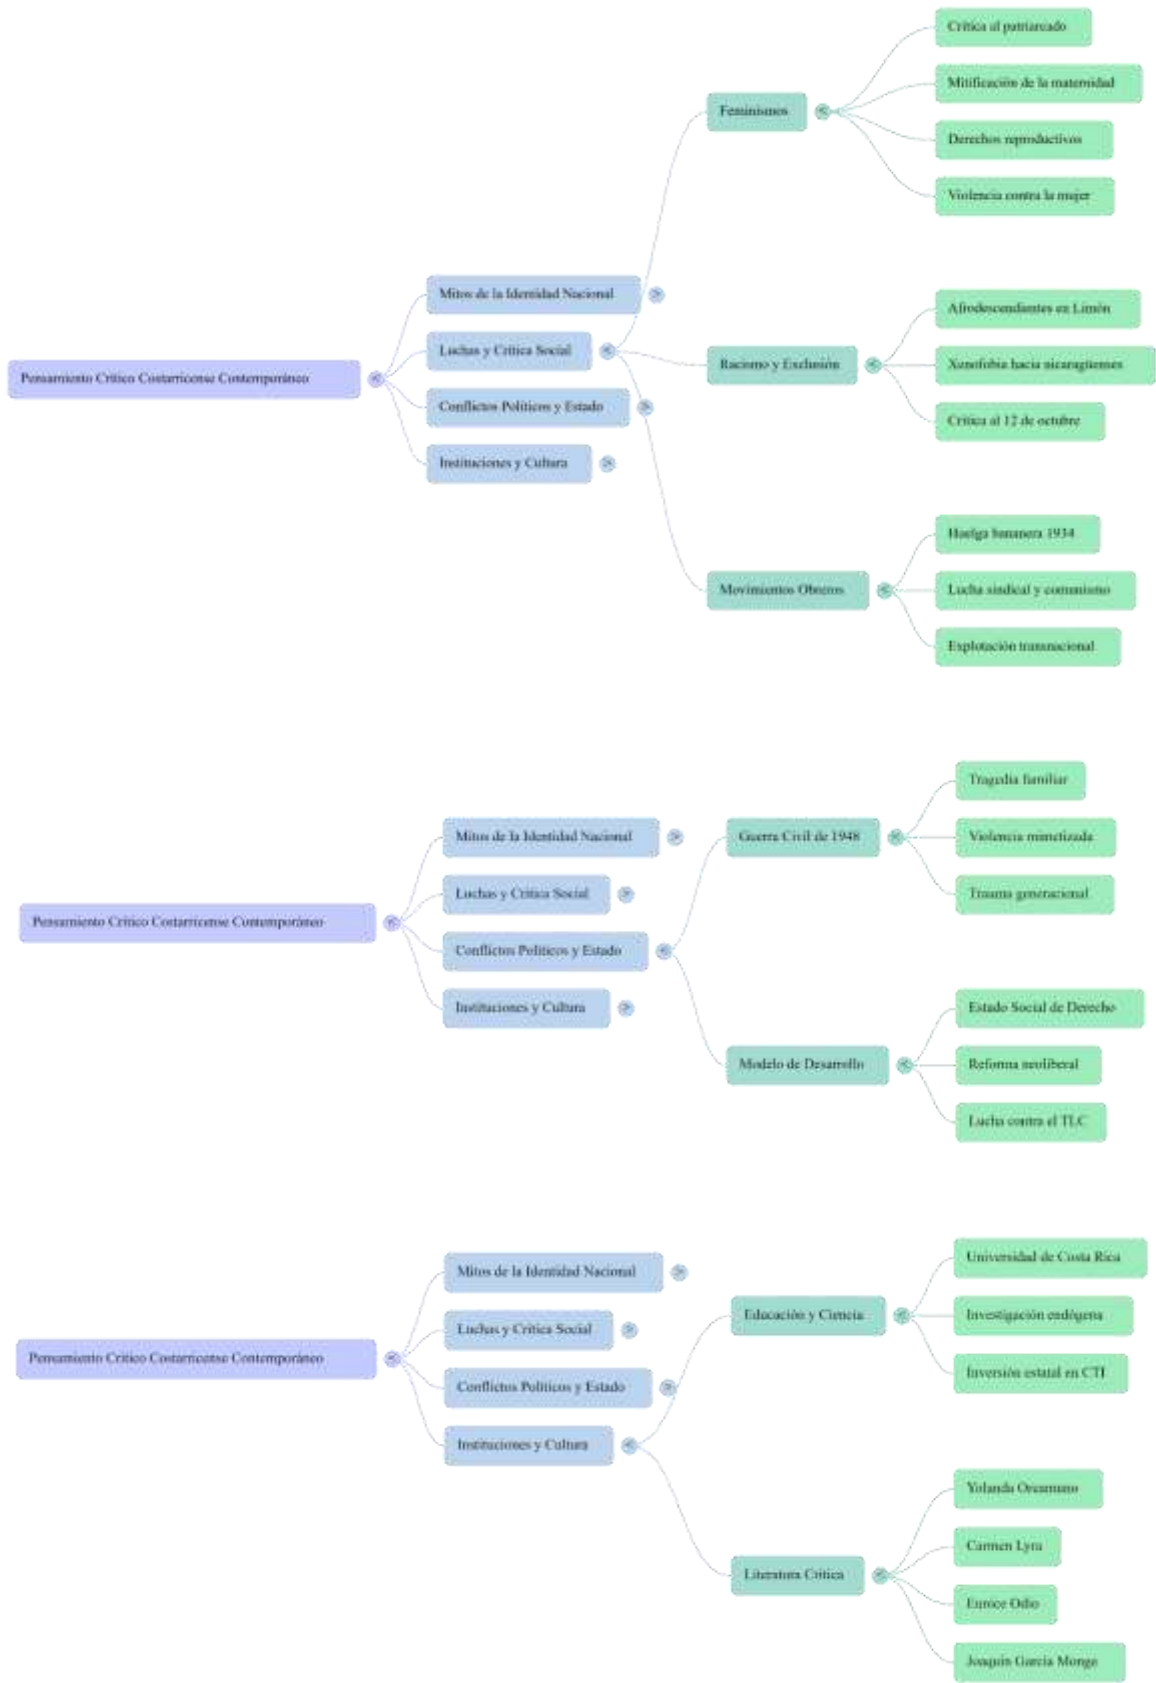 Crítica al patriarcado
Mitificación de la maternidad
Feminismos
Derechos reproductivos
Violencia contra la mujer
Mitos de la Identidad Nacional
Afrodescendientes en Limón
Luchas y Crítica Social
Racismo y Exclusión
Xenofobia hacia nicaragüenses
Pensamiento Crítico Costarricense Contemporáneo
Conflictos Políticos y Estado
Crítica al 12 de octubre
Instituciones y Cultura
Huelga bananera 1934
Movimientos Obreros
Lucha sindical y comunismo
Explotación transnacional
Tragedia familiar
Mitos de la Identidad Nacional
Guerra Civil de 1948
Violencia mimetizada
Luchas y Crítica Social
Trauma generacional
Pensamiento Crítico Costarricense Contemporáneo
Conflictos Políticos y Estado
Instituciones y Cultura
Estado Social de Derecho
Modelo de Desarrollo
Reforma neoliberal
Lucha contra el TLC
Universidad de Costa Rica
Mitos de la Identidad Nacional
Educación y Ciencia
Investigación endógena
Luchas y Crítica Social
Pensamiento Crítico Costarricense Contemporáneo
Inversión estatal en CTI
Conflictos Políticos y Estado
Instituciones y Cultura
Yolanda Oreamuno
Carmen Lyra
Literatura Crítica
Eunice Odio
Joaquín García Monge